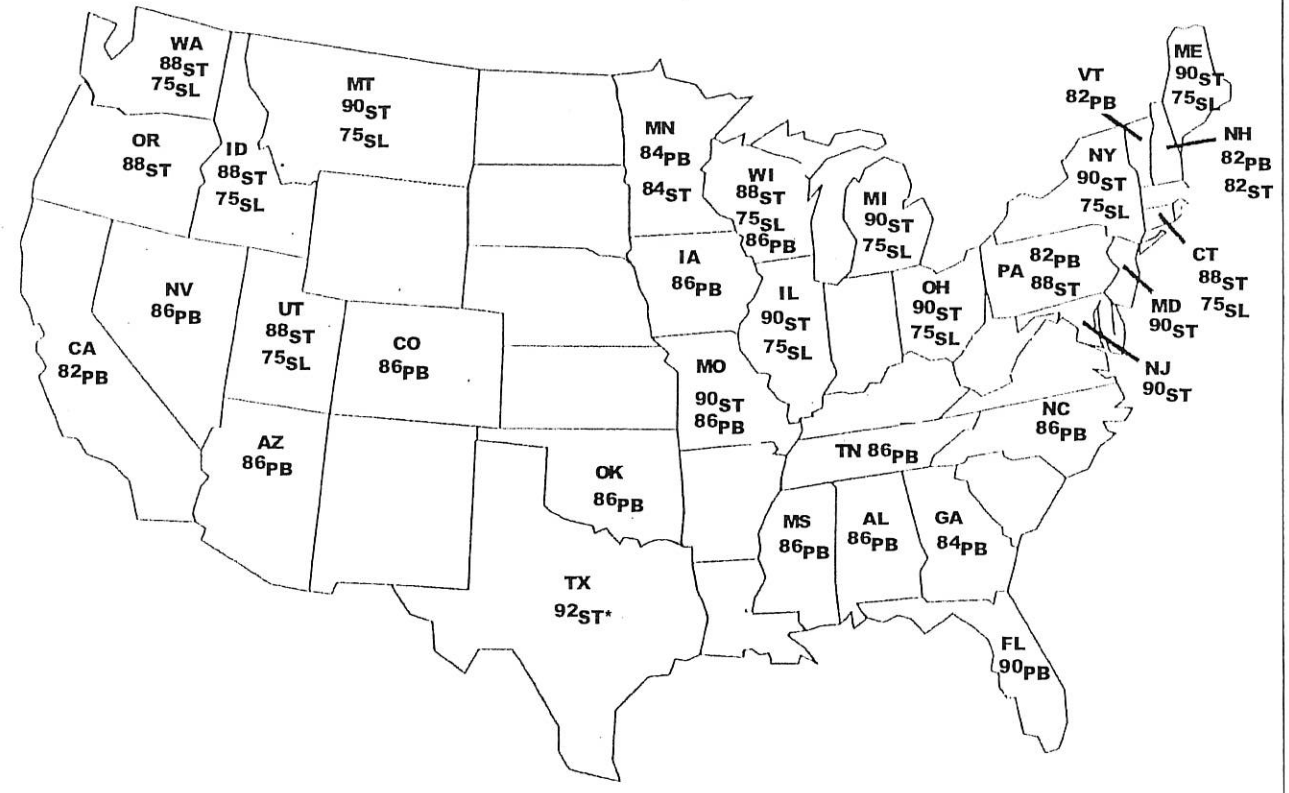 WA
88ST
75SL
OR
88ST
ID
88ST
75SL
MT
90ST
75SL
MN
84PB
84ST
WI
88ST
75SL
86PB
MI
90ST
75SL
VT
82PB
ME
90ST
75SL
NH
82PB
82ST
NY
90ST
75SL
CT
88ST
75SL
PA
82PB
88ST
MD
90ST
NJ
90ST
OH
90ST
75SL
IL
90ST
75SL
IA
86PB
NV
86PB
UT
88ST
75SL
CO
86PB
CA
82PB
MO
90ST
86PB
NC
86PB
TN 86PB
AZ
86PB
OK
86PB
MS
86PB
AL
86PB
GA
84PB
TX
92ST*
FL
90PB